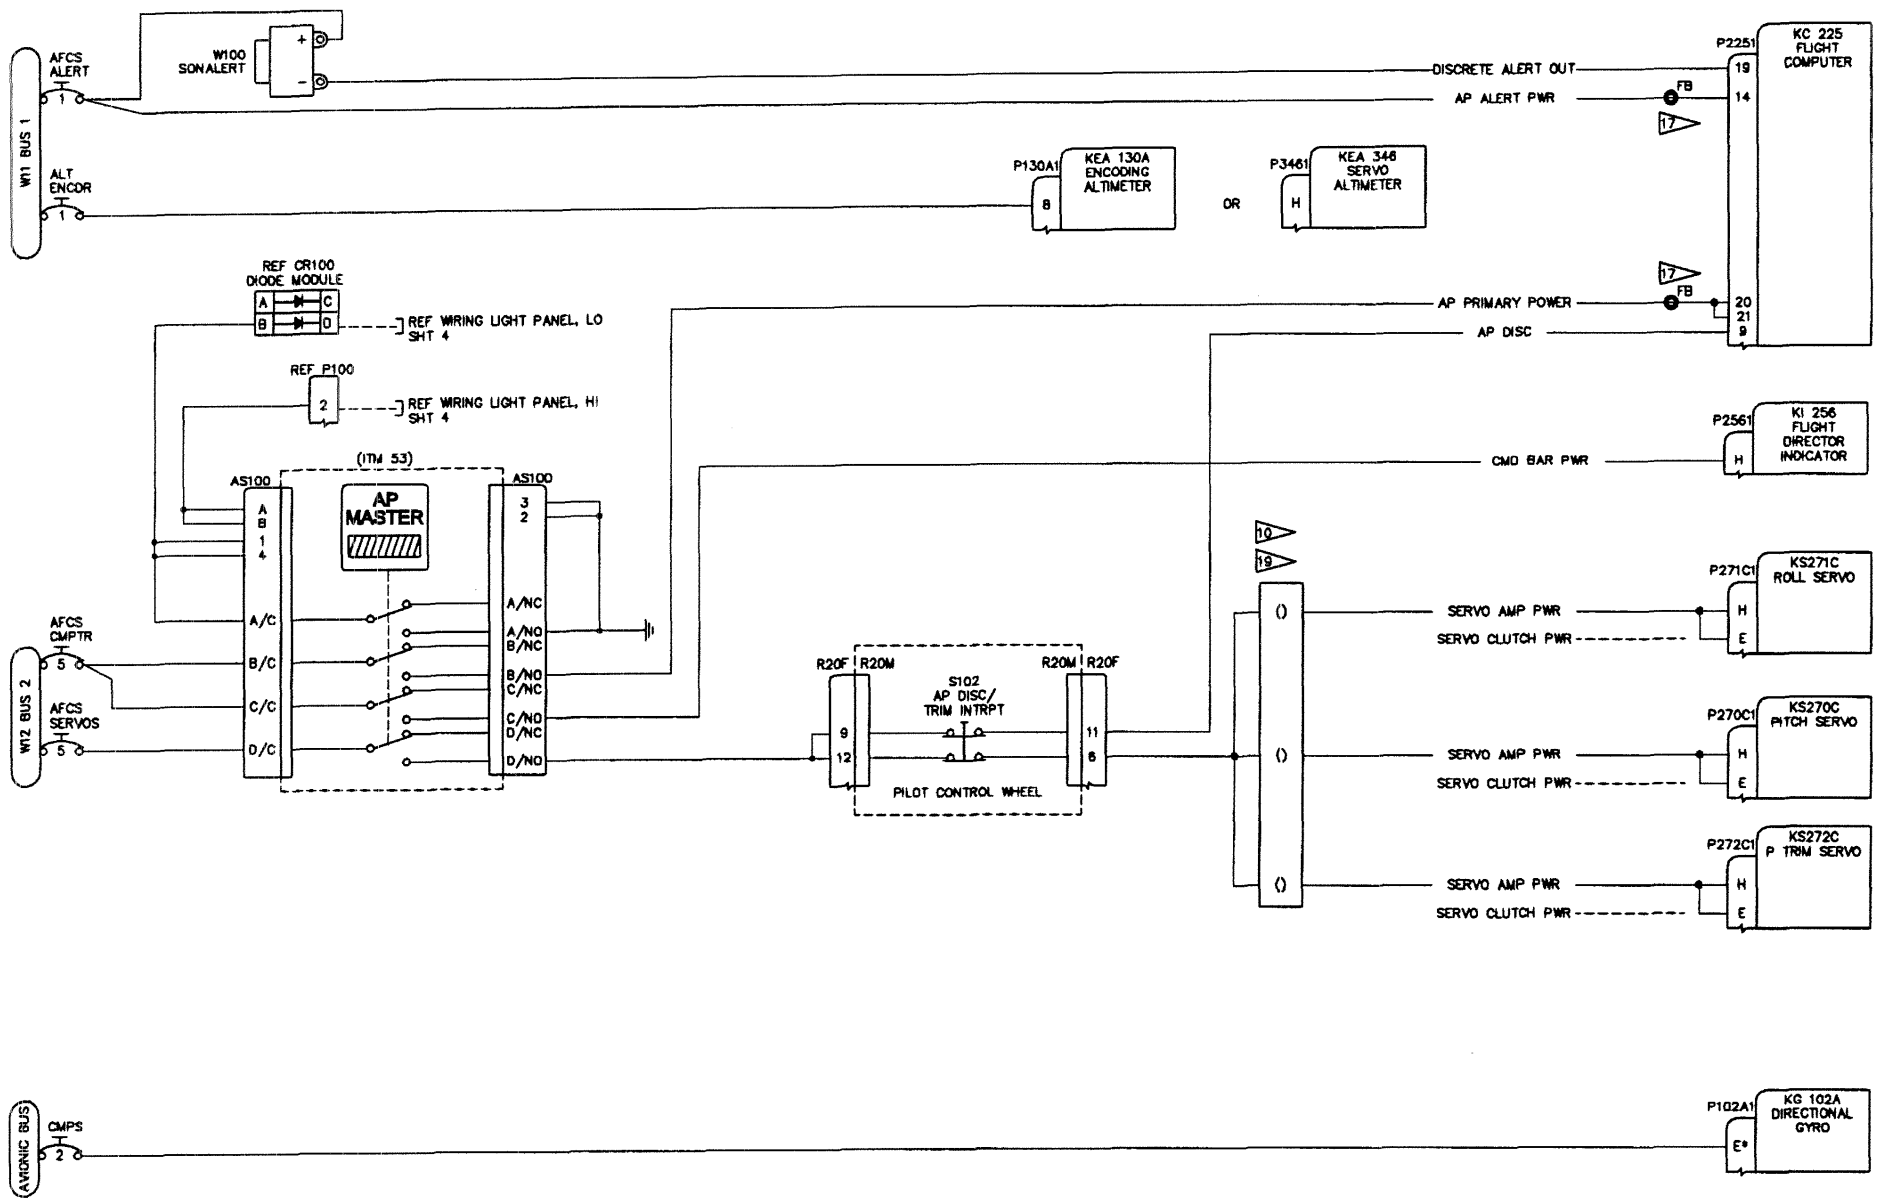 AFCS
ALERT
1
W11 BUS 1
ALT
ENCDR
1
W100
SONALERT
+
-
DISCRETE ALERT OUT
AP ALERT PWR
FB
17
P2251
19
14
KC 225
FLIGHT
COMPUTER
P130A1
B
KEA 130A
ENCODING
ALTIMETER
OR
P3461
H
KEA 346
SERVO
ALTIMETER
REF CR100
DIODE MODULE
A
C
B
D
REF WIRING LIGHT PANEL, LO
SHT 4
REF P100
2
REF WIRING LIGHT PANEL, HI
SHT 4
17
FB
AP PRIMARY POWER
20
21
AP DISC
9
P2561
H
KI 256
FLIGHT
DIRECTOR
INDICATOR
CMD BAR PWR
(ITM 53)
AS100
A
B
1
4
A/C
B/C
C/C
D/C
AP
MASTER
AS100
3
2
A/NC
A/NO
B/NC
B/NO
C/NC
C/NO
D/NC
D/NO
AFCS
CMPTR
5
W12 BUS 2
AFCS
SERVOS
5
R20F
R20M
9
12
S102
AP DISC/
TRIM INTRPT
PILOT CONTROL WHEEL
R20M
R20F
11
6
10
19
()
()
()
SERVO AMP PWR
SERVO CLUTCH PWR
P271C1
H
E
KS271C
ROLL SERVO
SERVO AMP PWR
SERVO CLUTCH PWR
P270C1
H
E
KS270C
PITCH SERVO
SERVO AMP PWR
SERVO CLUTCH PWR
P272C1
H
E
KS272C
P TRIM SERVO
AVIONIC BUS
CMPS
2
P102A1
E*
KG 102A
DIRECTIONAL
GYRO